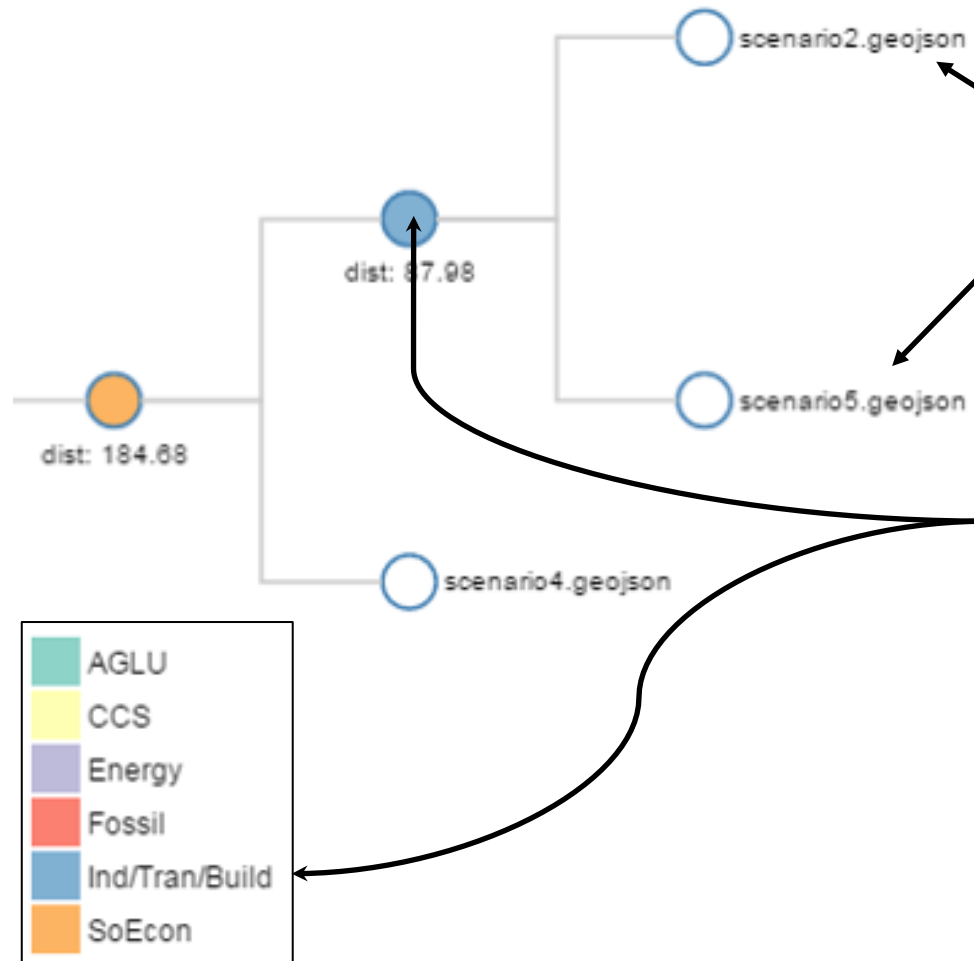 scenario2.geojson
dist: 87.98
scenario5.geojson
dist: 184.68
scenario4.geojson
AGLU
CCS
Energy
Fossil
Ind/Tran/Build
SoEcon